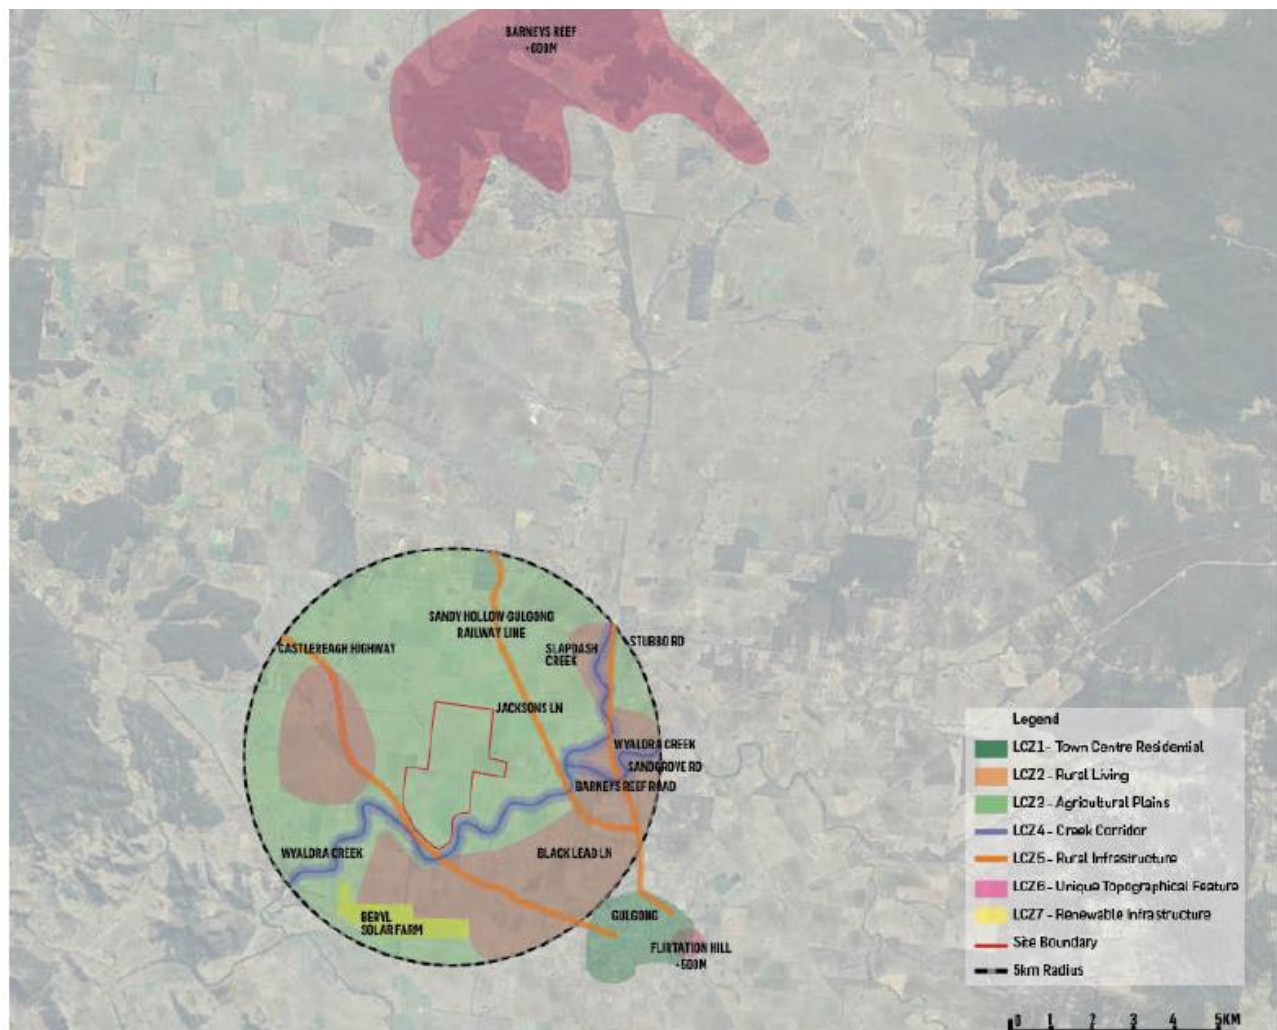 BARNEYS REEF
+600M
SANDY HOLLOW GULGONG
RAILWAY LINE
CASTLEREAGH HIGHWAY
SLAPDASH
CREEK
STUBBO RD
JACKSONS LN
WYALDRA CREEK
SANDGROVE RD
BARNEYS REEF ROAD
WYALDRA CREEK
BLACK LEAD LN
BERYL
SOLAR FARM
GULGONG
FLIRTATION HILL
+500M
Legend
LCZ1 - Town Centre Residential
LCZ2 - Rural Living
LCZ3 - Agricultural Plains
LCZ4 - Creek Corridor
LCZ5 - Rural Infrastructure
LCZ6 - Unique Topographical Feature
LCZ7 - Renewable Infrastructure
Site Boundary
5km Radius
0 1 2 3 4 5KM